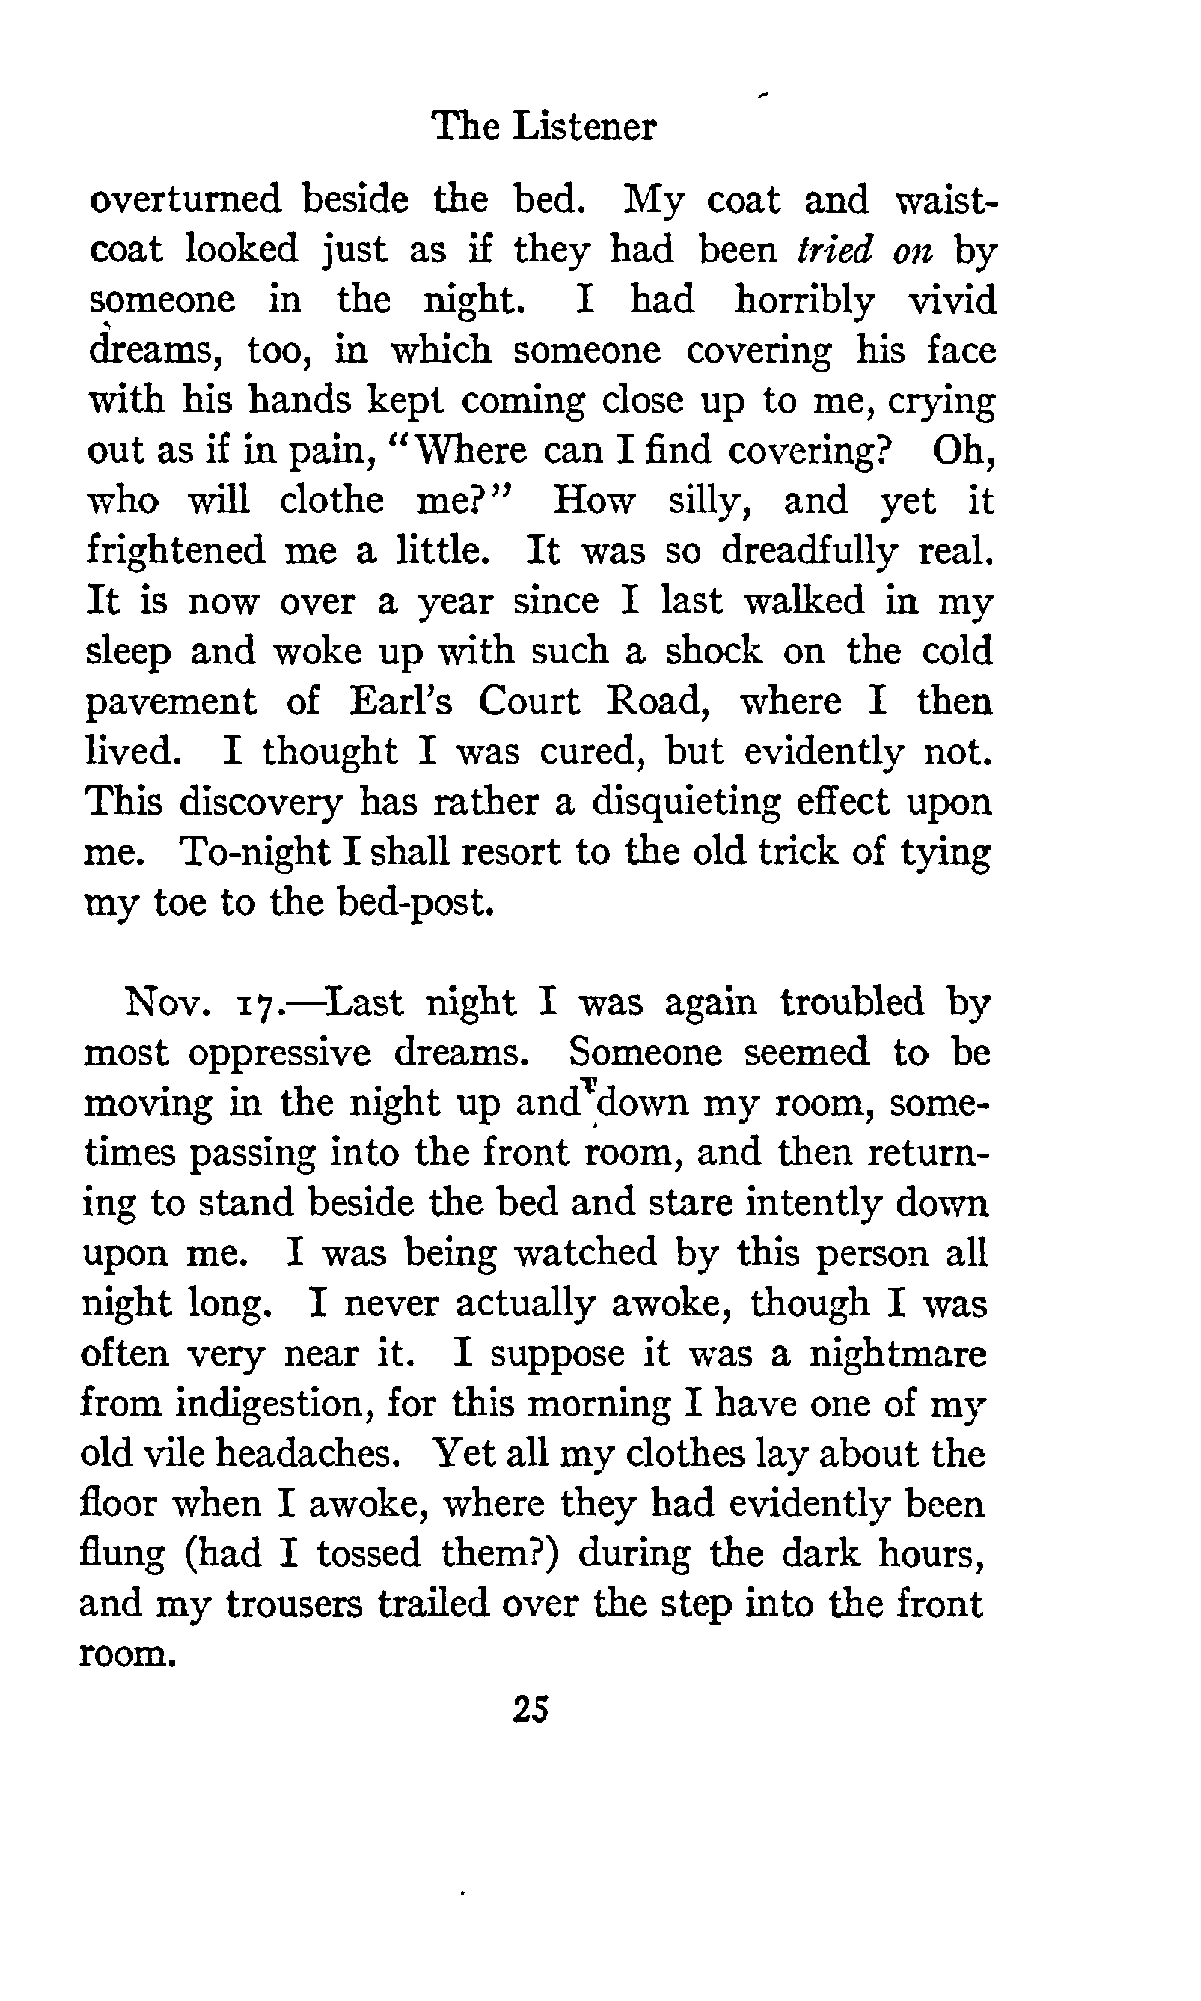 The Listener
overturned beside the bed. My coat and waist-
coat looked just as if they had been tried on by
someone in the night. I had horribly vivid
dreams, too, in which someone covering his face
with his hands kept coming close up to me, crying
out as if in pain, "Where can I find covering? Oh,
who will clothe me?" How silly, and yet it
frightened me a little. It was so dreadfully real.
It is now over a year since I last walked in my
sleep and woke up with such a shock on the cold
pavement of Earl's Court Road, where I then
lived. I thought I was cured, but evidently not.
This discovery has rather a disquieting effect upon
me. To-night I shall resort to the old trick of tying
my toe to the bed-post.
Nov. 17.—Last night I was again troubled by
most oppressive dreams. Someone seemed to be
moving in the night up and down my room, some-
times passing into the front room, and then return-
ing to stand beside the bed and stare intently down
upon me. I was being watched by this person all
night long. I never actually awoke, though I was
often very near it. I suppose it was a nightmare
from indigestion, for this morning I have one of my
old vile headaches. Yet all my clothes lay about the
floor when I awoke, where they had evidently been
flung (had I tossed them?) during the dark hours,
and my trousers trailed over the step into the front
room.
25